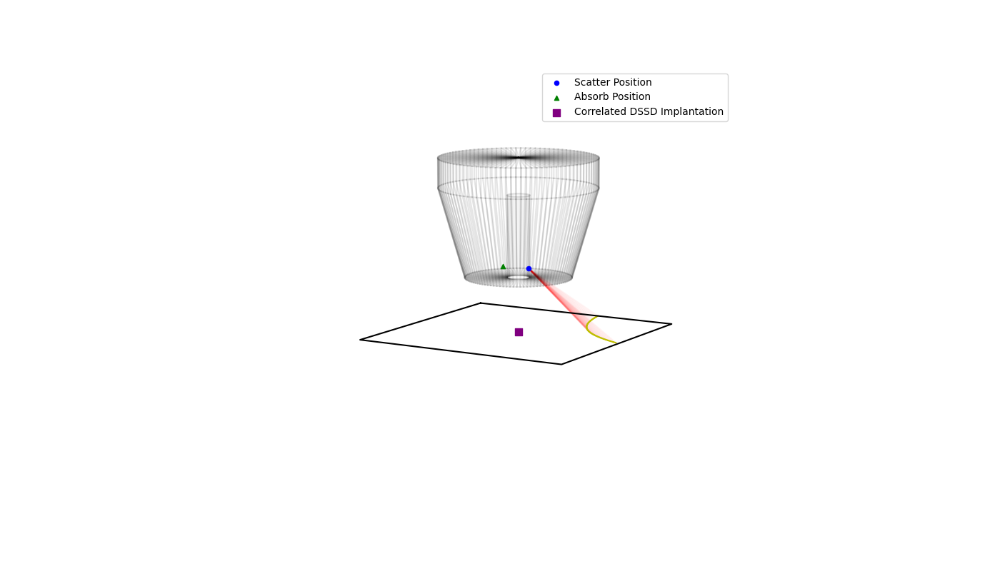 Scatter Position
Absorb Position
Correlated DSSD Implantation